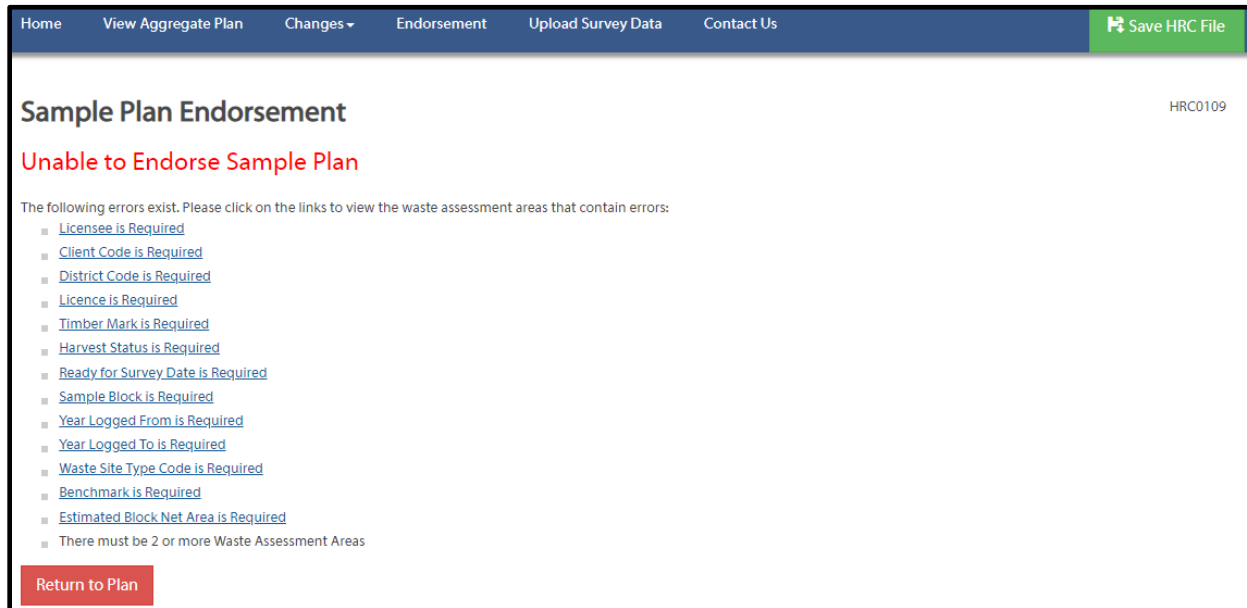 Home View Aggregate Plan Changes Endorsement Upload Survey Data Contact Us Save HRC File
Sample Plan Endorsement HRC0109
Unable to Endorse Sample Plan
The following errors exist. Please click on the links to view the waste assessment areas that contain errors:
Licensee is Required
Client Code is Required
District Code is Required
Licence is Required
Timber Mark is Required
Harvest Status is Required
Ready for Survey Date is Required
Sample Block is Required
Year Logged From is Required
Year Logged To is Required
Waste Site Type Code is Required
Benchmark is Required
Estimated Block Net Area is Required
There must be 2 or more Waste Assessment Areas
Return to Plan